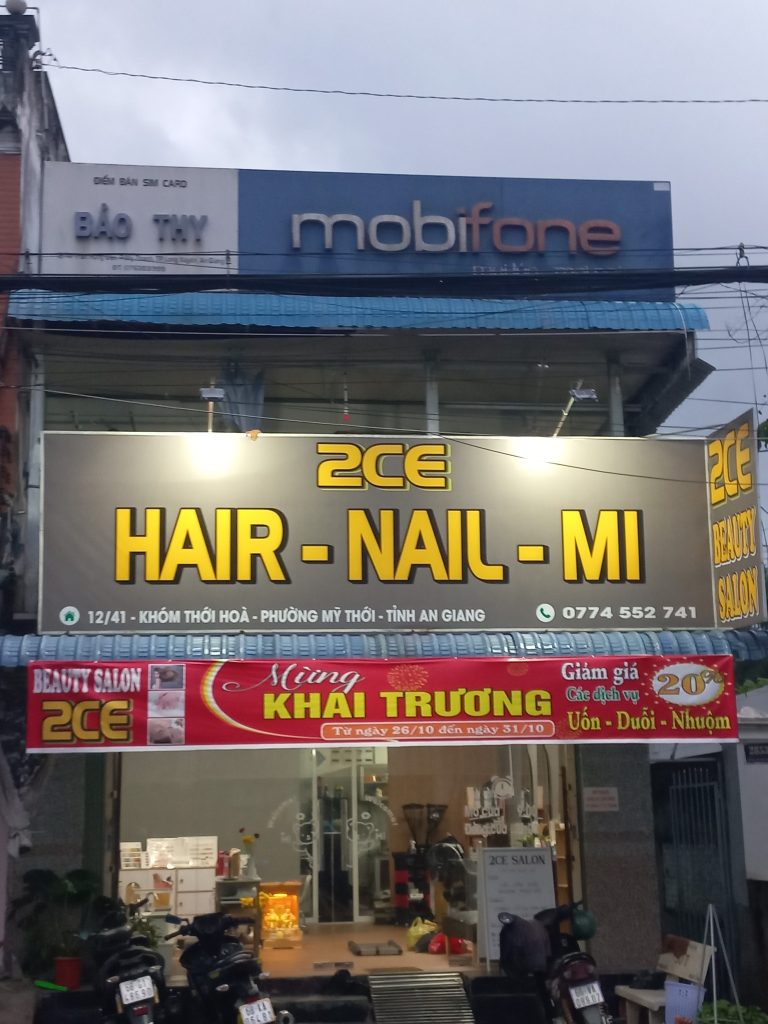 ĐIỂM BÁN SIM CARD
BẢO THY
mobifone
2CE
HAIR - NAIL - MI
12/41 - KHÓM THỚI HOÀ - PHƯỜNG MỸ THỚI - TỈNH AN GIANG
0774 552 741
2CE
BEAUTY
SALON
BEAUTY SALON
2CE
Mừng
KHAI TRƯƠNG
Từ ngày 26/10 đến ngày 31/10
Giảm giá
Các dịch vụ
20%
Uốn - Duỗi - Nhuộm
2CE SALON